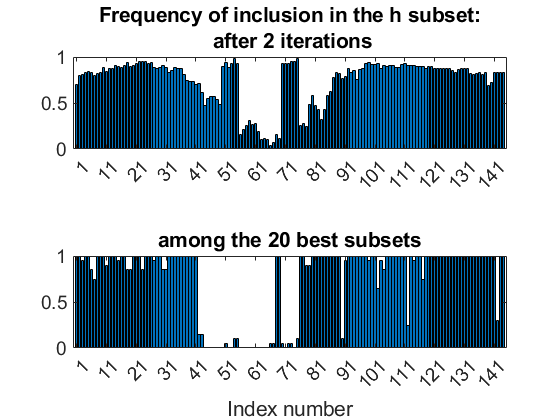 Frequency of inclusion in the h subset:
after 2 iterations
1
0.5
0
1 11 21 31 41 51 61 71 81 91 101 111 121 131 141
among the 20 best subsets
1
0.5
0
1 11 21 31 41 51 61 71 81 91 101 111 121 131 141
Index number